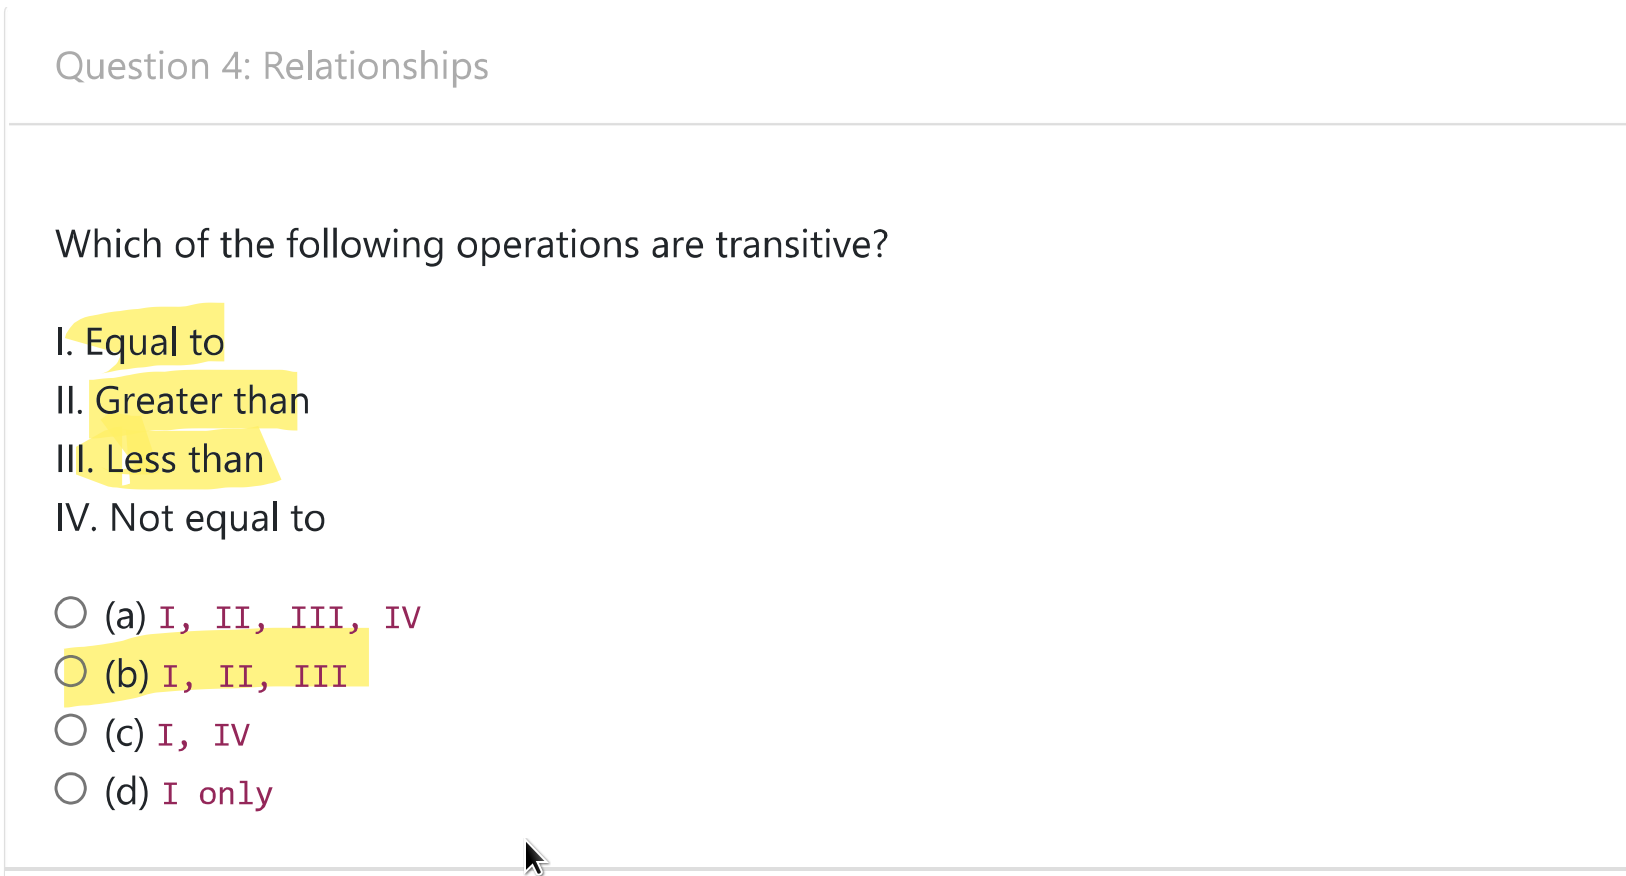 Question 4: Relationships
Which of the following operations are transitive?
I. Equal to
II. Greater than
III. Less than
IV. Not equal to
(a) I, II, III, IV
(b) I, II, III
(c) I, IV
(d) I only